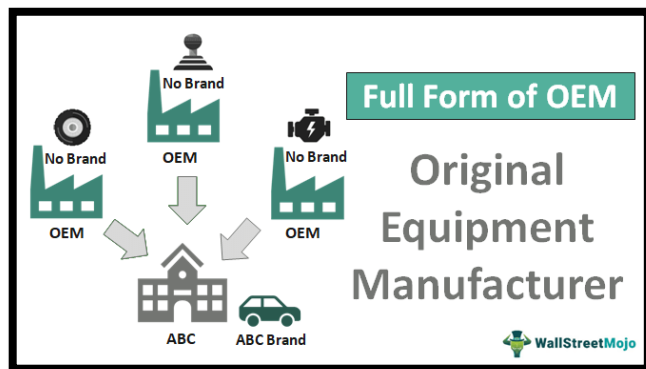 No Brand
OEM
No Brand
OEM
No Brand
OEM
ABC
ABC Brand
Full Form of OEM
Original
Equipment
Manufacturer
WallStreetMojo